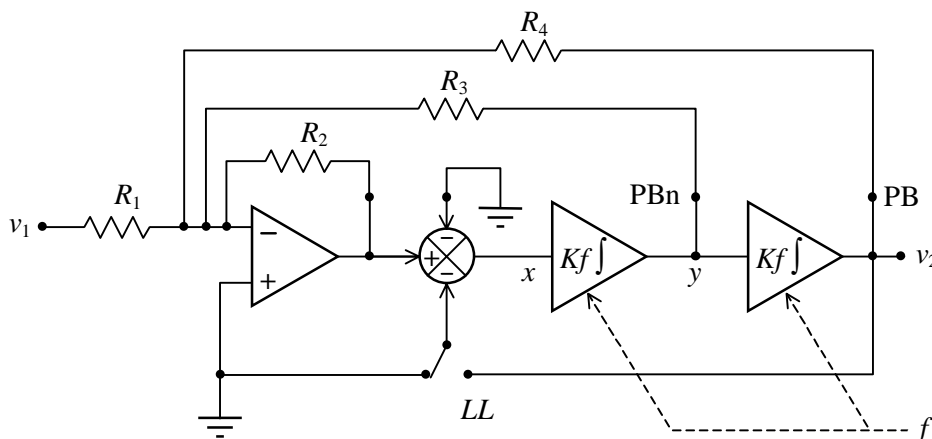 R4
R3
R2
R1
v1
−
+
−
+
−
x
Kf∫
PBn
y
Kf∫
PB
v2
LL
f